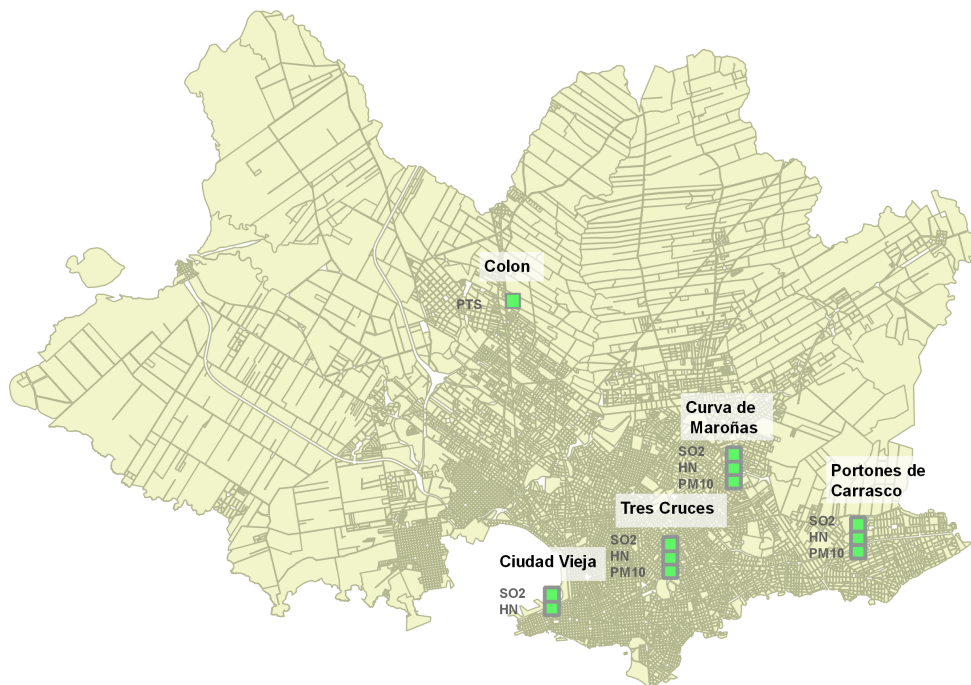 Colon
PTS
Curva de
Maroñas
SO2
HN
PM10
Portones de
Carrasco
SO2
HN
PM10
Tres Cruces
SO2
HN
PM10
Ciudad Vieja
SO2
HN